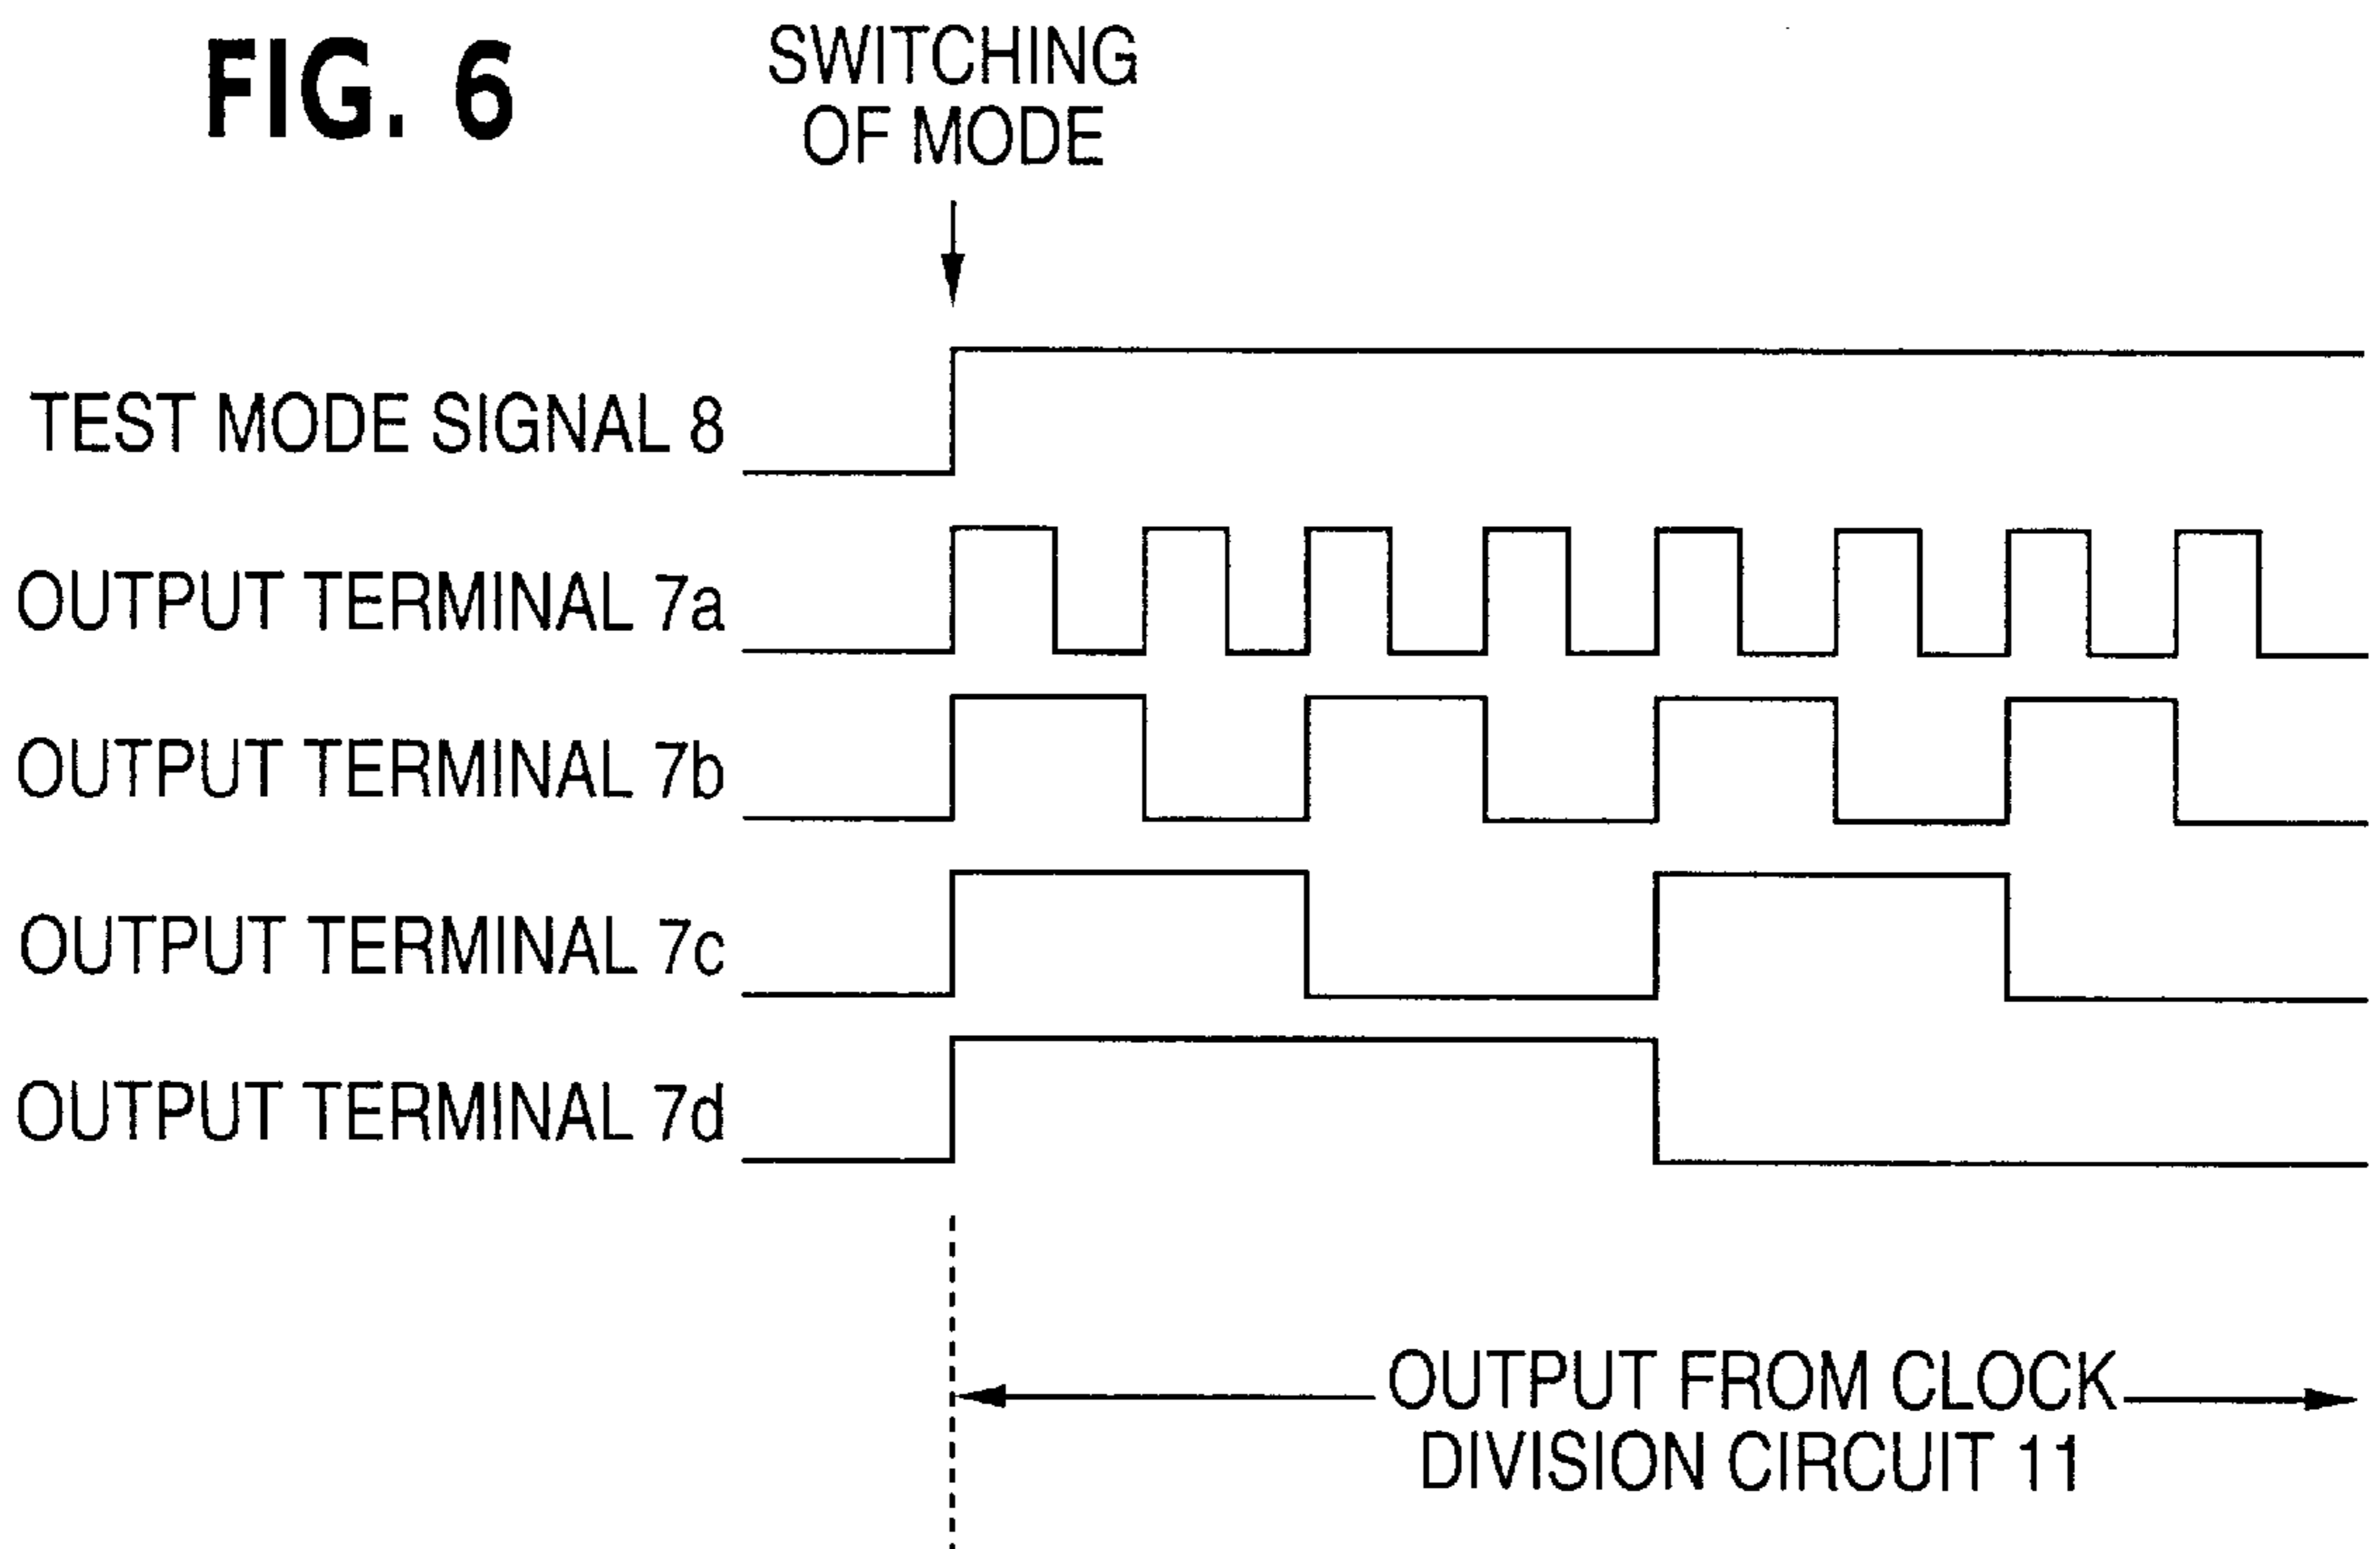 FIG. 6
SWITCHING
OF MODE
TEST MODE SIGNAL 8
OUTPUT TERMINAL 7a
OUTPUT TERMINAL 7b
OUTPUT TERMINAL 7c
OUTPUT TERMINAL 7d
OUTPUT FROM CLOCK
DIVISION CIRCUIT 11